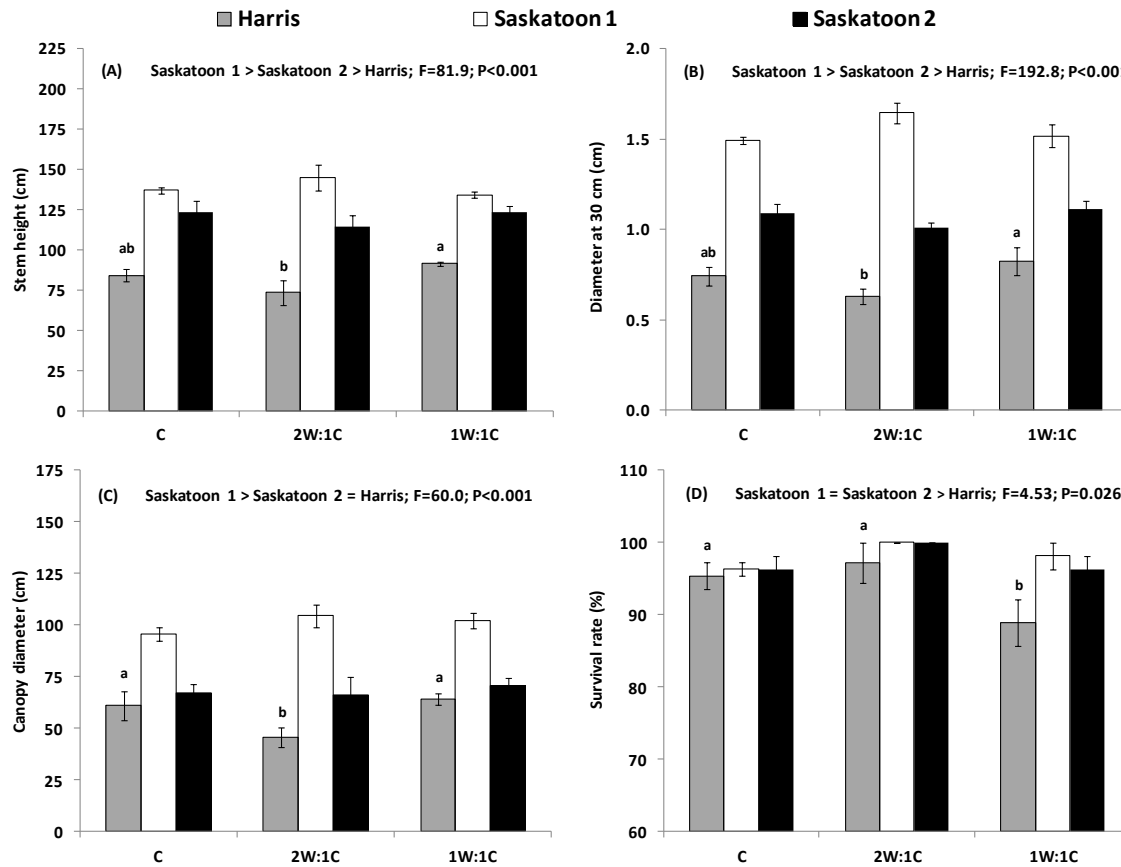 Harris Saskatoon 1 Saskatoon 2
(A) Saskatoon 1 > Saskatoon 2 > Harris; F=81.9; P<0.001
Stem height (cm)
225
200
175
150
125
100
75
50
25
0
ab
b
a
C 2W:1C 1W:1C
(B) Saskatoon 1 > Saskatoon 2 > Harris; F=192.8; P<0.00
Diameter at 30 cm (cm)
2.0
1.5
1.0
0.5
0.0
ab
b
a
C 2W:1C 1W:1C
(C) Saskatoon 1 > Saskatoon 2 = Harris; F=60.0; P<0.001
Canopy diameter (cm)
175
150
125
100
75
50
25
0
a
b
a
C 2W:1C 1W:1C
(D) Saskatoon 1 = Saskatoon 2 > Harris; F=4.53; P=0.026
Survival rate (%)
110
100
90
80
70
60
a
a
b
C 2W:1C 1W:1C